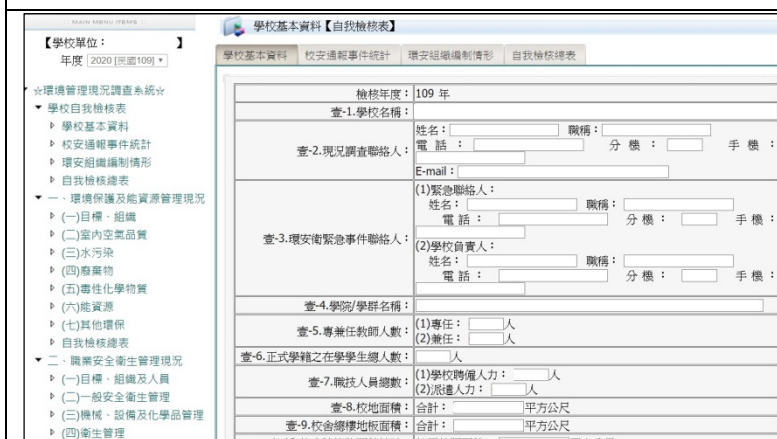 :: MAIN MENU ITEMS ::
【學校單位： 】
年度 2020 [民國109]
☆環境管理現況調查系統☆
學校自我檢核表
學校基本資料
校安通報事件統計
環安組織編制情形
自我檢核總表
一、環境保護及能資源管理現況
(一)目標、組織
(二)室內空氣品質
(三)水污染
(四)廢棄物
(五)毒性化學物質
(六)能資源
(七)其他環保
自我檢核總表
二、職業安全衛生管理現況
(一)目標、組織及人員
(二)一般安全衛生管理
(三)機械、設備及化學品管理
(四)衛生管理
學校基本資料【自我檢核表】
學校基本資料 校安通報事件統計 環安組織編制情形 自我檢核總表
檢核年度： 109 年
壹-1.學校名稱：
壹-2.現況調查聯絡人：
姓名： 職稱：
電話： 分機： 手機：
E-mail：
壹-3.環安衛緊急事件聯絡人：
(1)緊急聯絡人：
姓名： 職稱：
電話： 分機： 手機：
(2)學校負責人：
姓名： 職稱：
電話： 分機： 手機：
壹-4.學院/學群名稱：
壹-5.專兼任教師人數：
(1)專任： 人
(2)兼任： 人
壹-6.正式學籍之在學學生總人數： 人
壹-7.職技人員總數：
(1)學校聘僱人力： 人
(2)派遣人力： 人
壹-8.校地面積： 合計： 平方公尺
壹-9.校舍總樓地板面積： 合計： 平方公尺